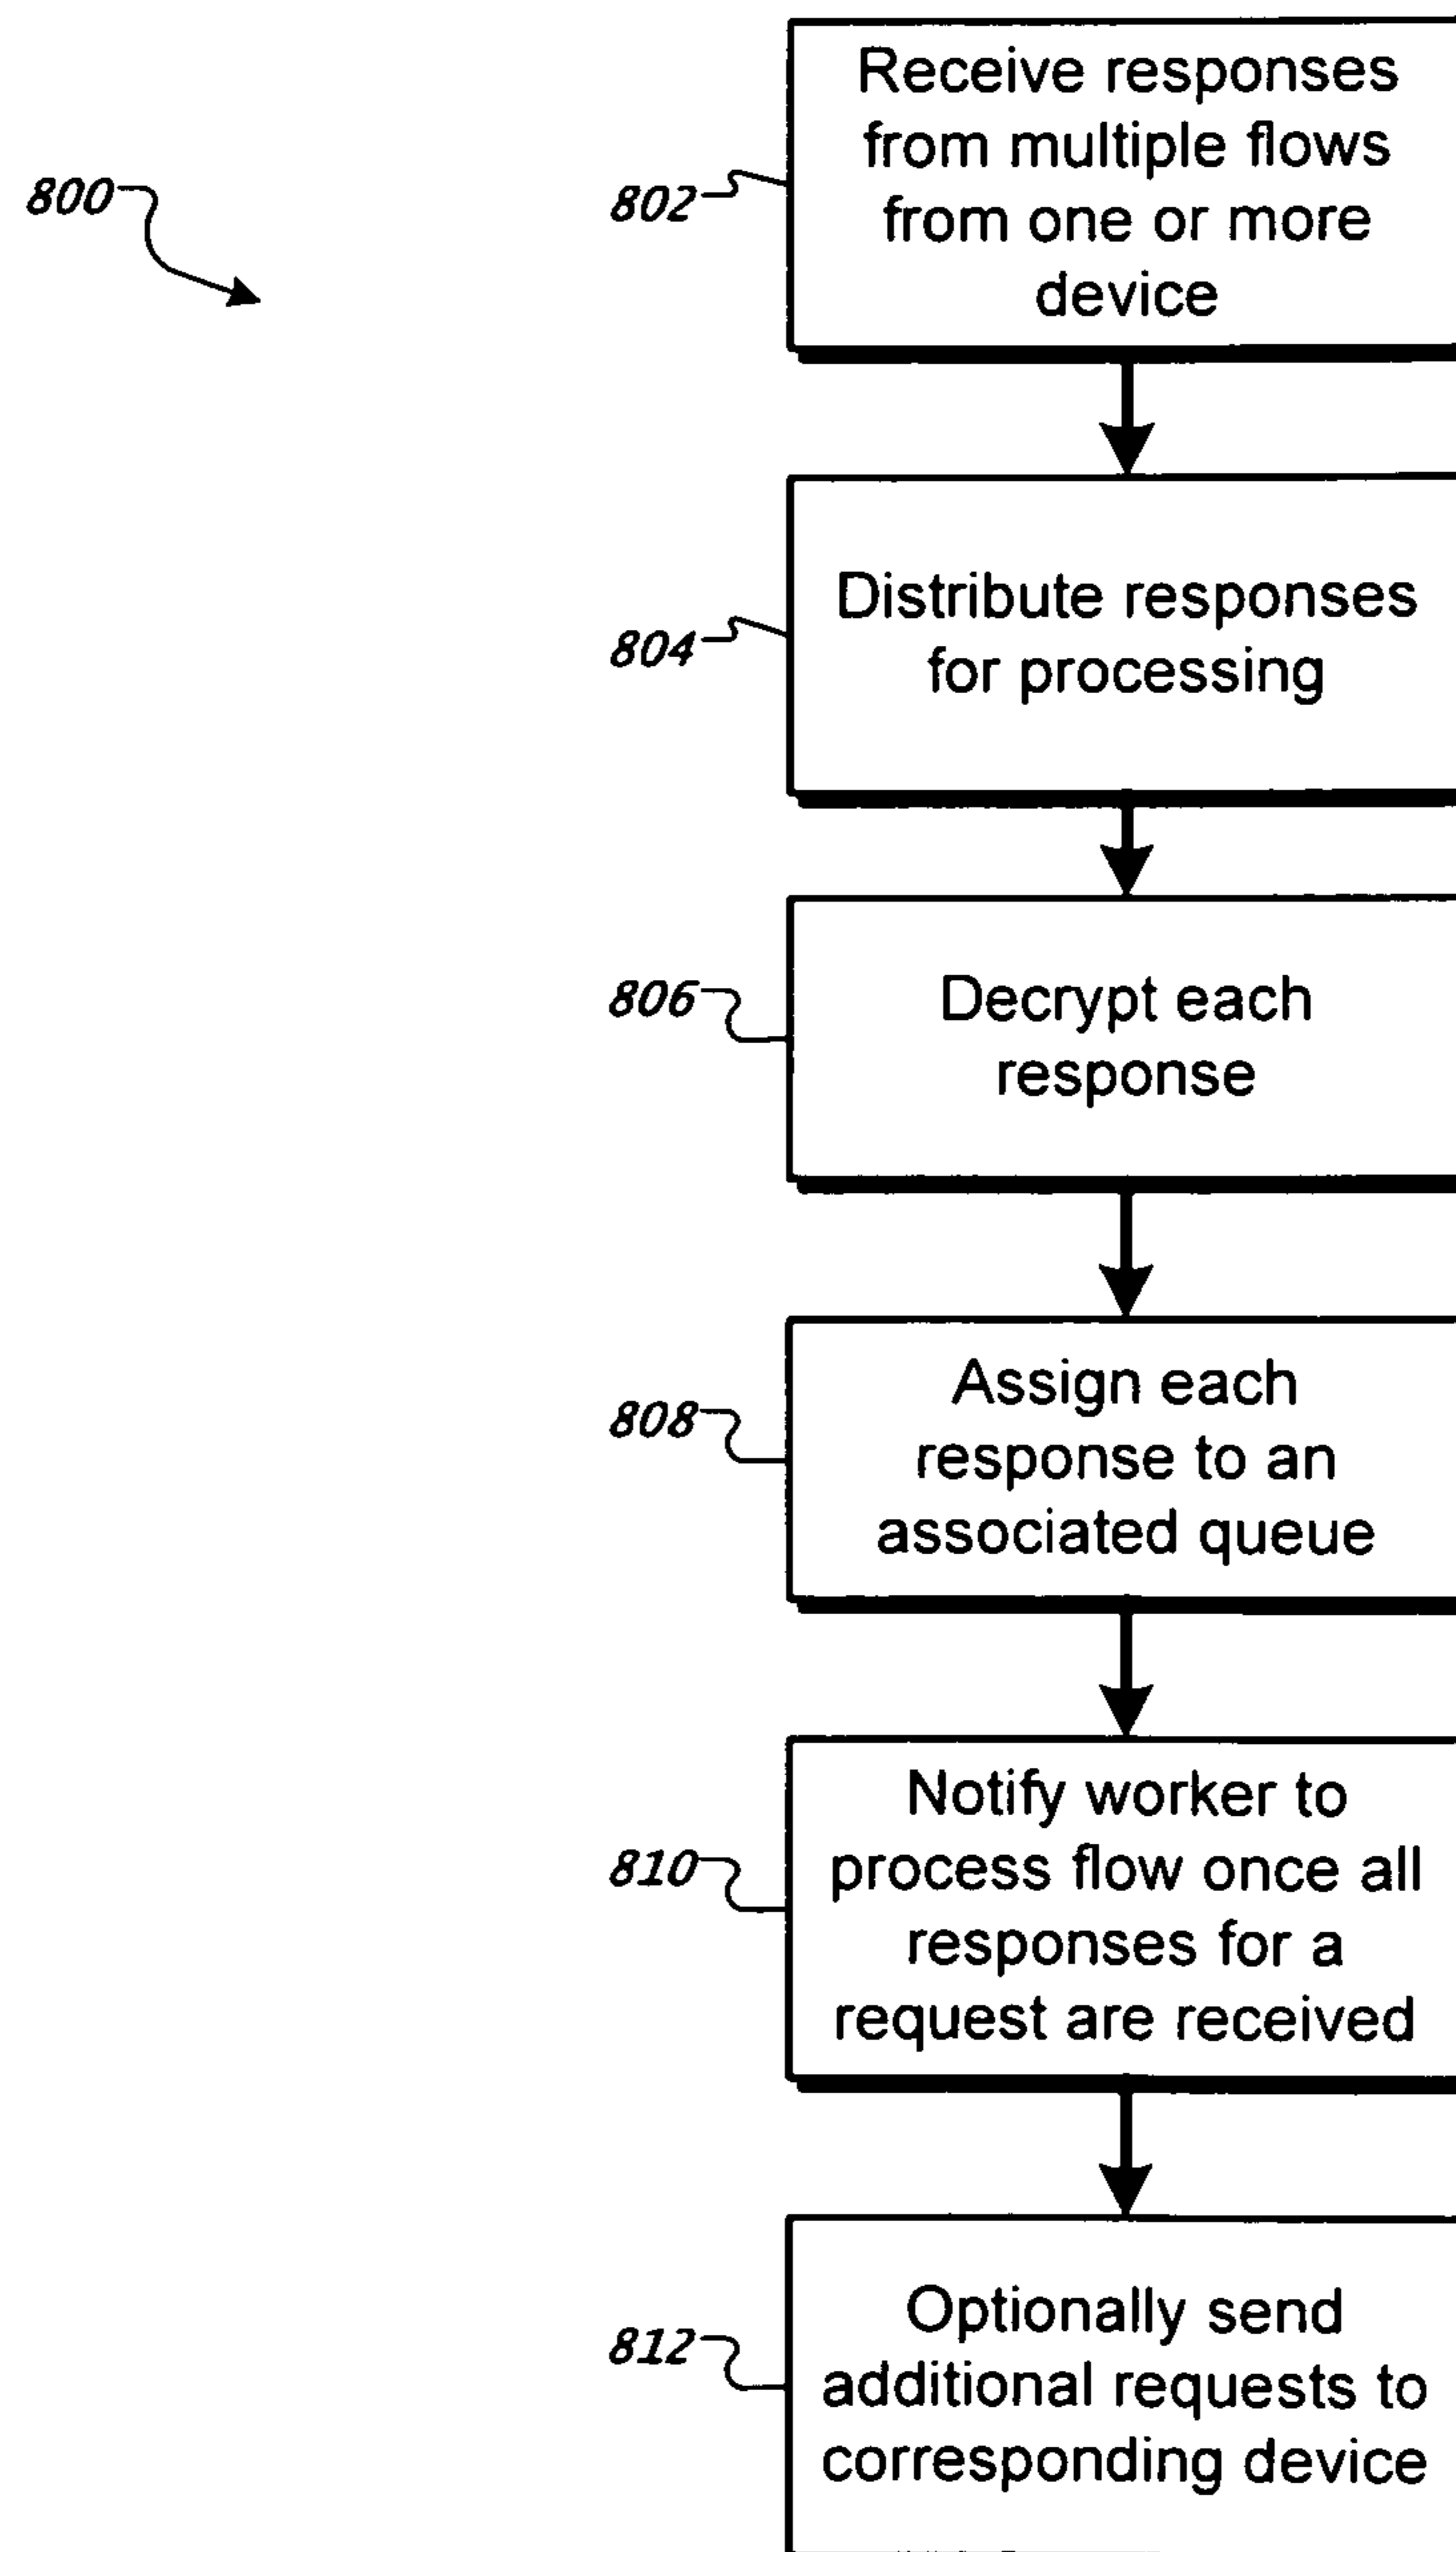 800
802
Receive responses
from multiple flows
from one or more
device
804
Distribute responses
for processing
806
Decrypt each
response
808
Assign each
response to an
associated queue
810
Notify worker to
process flow once all
responses for a
request are received
812
Optionally send
additional requests to
corresponding device